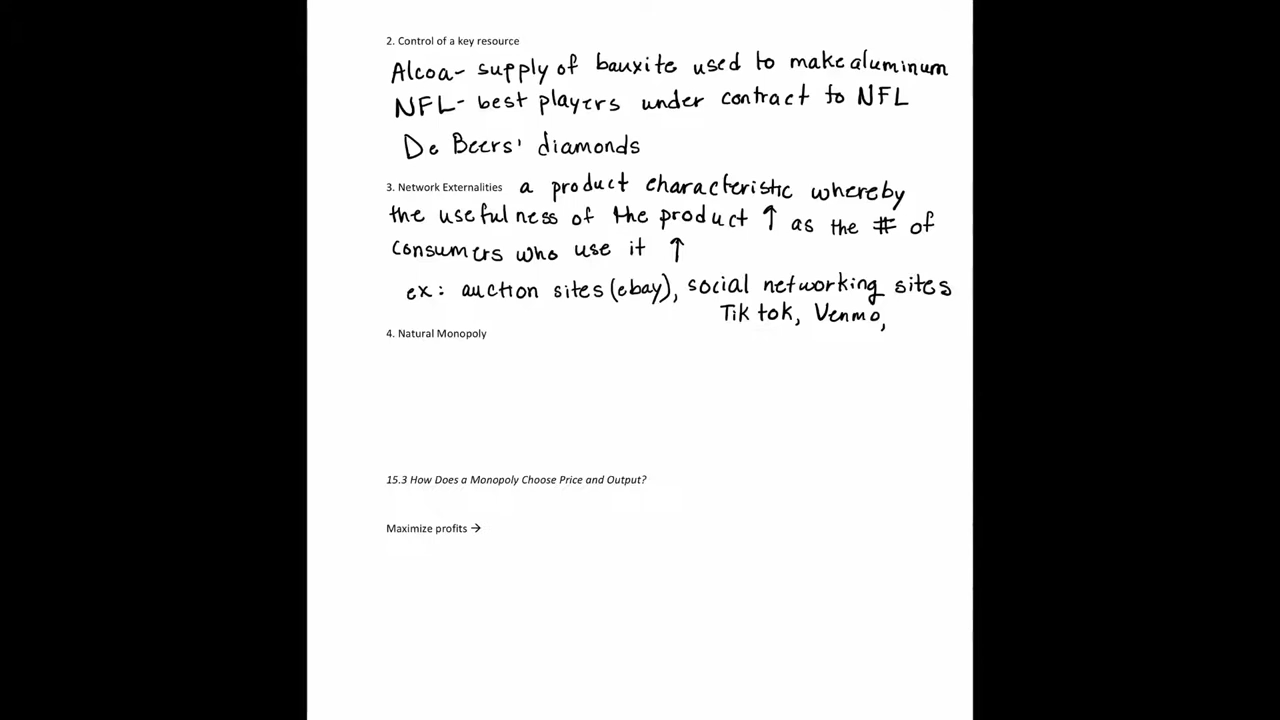 2. Control of a key resource
Alcoa- supply of bauxite used to make aluminum
NFL- best players under contract to NFL
De Beers' diamonds
3. Network Externalities a product characteristic whereby
the usefulness of the product ↑ as the # of
consumers who use it ↑
ex: auction sites (ebay), social networking sites
Tik tok, Venmo,
4. Natural Monopoly
15.3 How Does a Monopoly Choose Price and Output?
Maximize profits →